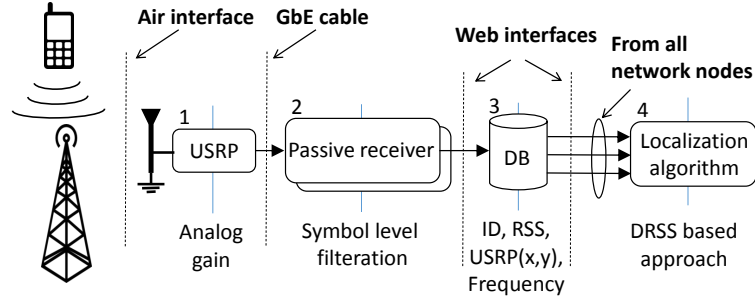 Air interface
GbE cable
Web interfaces
From all
network nodes
1
USRP
2
Passive receiver
3
DB
4
Localization
algorithm
Analog
gain
Symbol level
filteration
ID, RSS,
USRP(x,y),
Frequency
DRSS based
approach